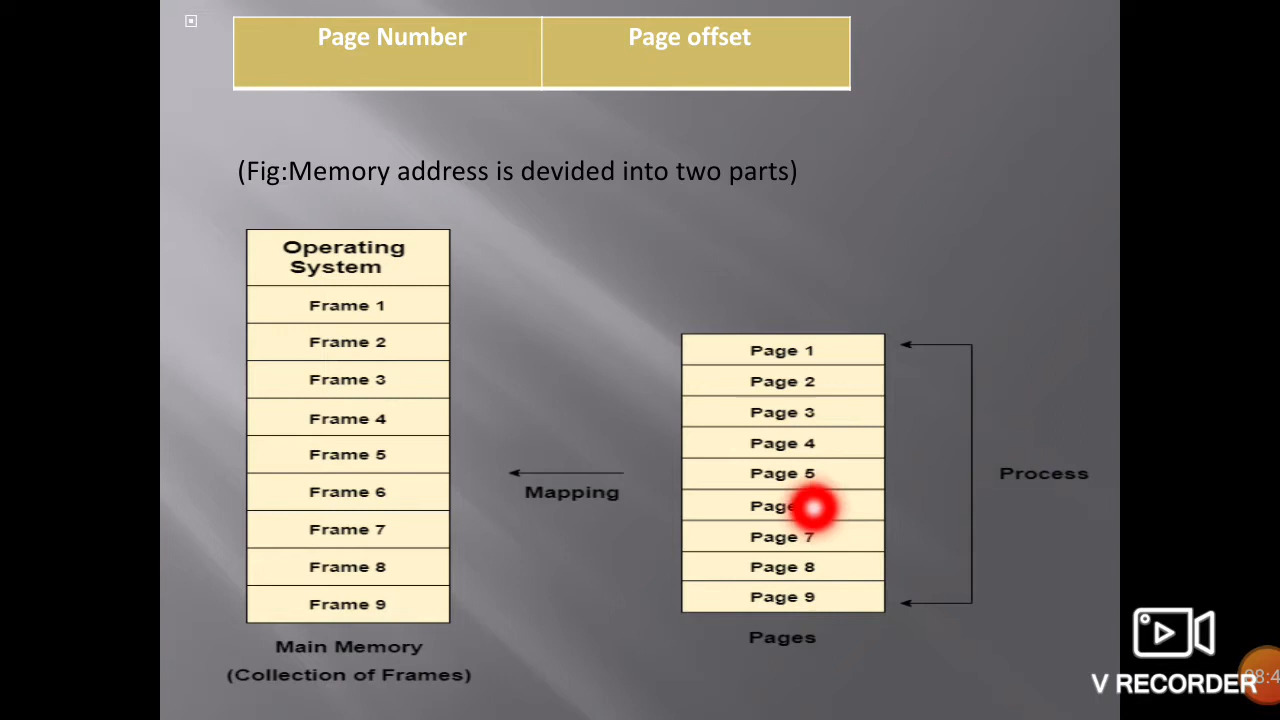 Page Number
Page offset
(Fig:Memory address is devided into two parts)
Operating
System
Frame 1
Frame 2
Frame 3
Frame 4
Frame 5
Frame 6
Frame 7
Frame 8
Frame 9
Main Memory
(Collection of Frames)
Mapping
Page 1
Page 2
Page 3
Page 4
Page 5
Page 7
Page 8
Page 9
Pages
Process
V RECORDER